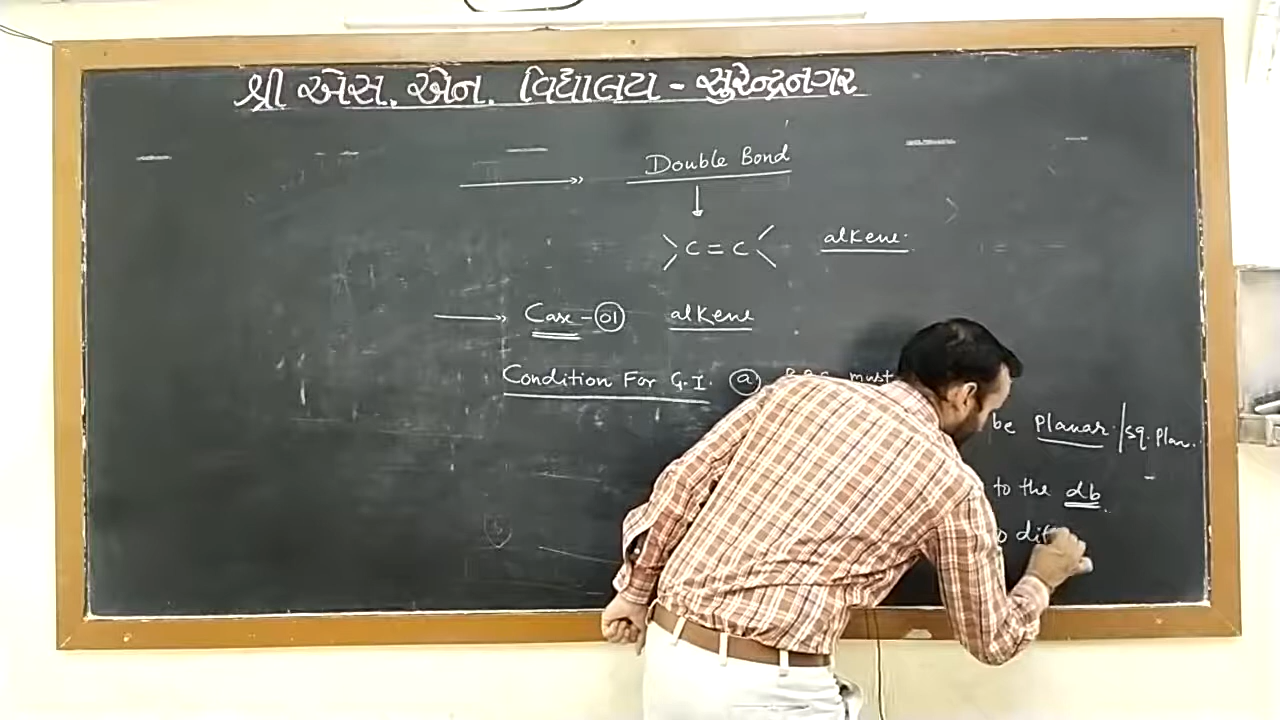 શ્રી એસ. એન. વિદ્યાલય - સુરેન્દ્રનગર
Double Bond
C = C alkene.
Case - 01 alkene
Condition For G.I. a must
be Planar / sq. Plan.
to the db